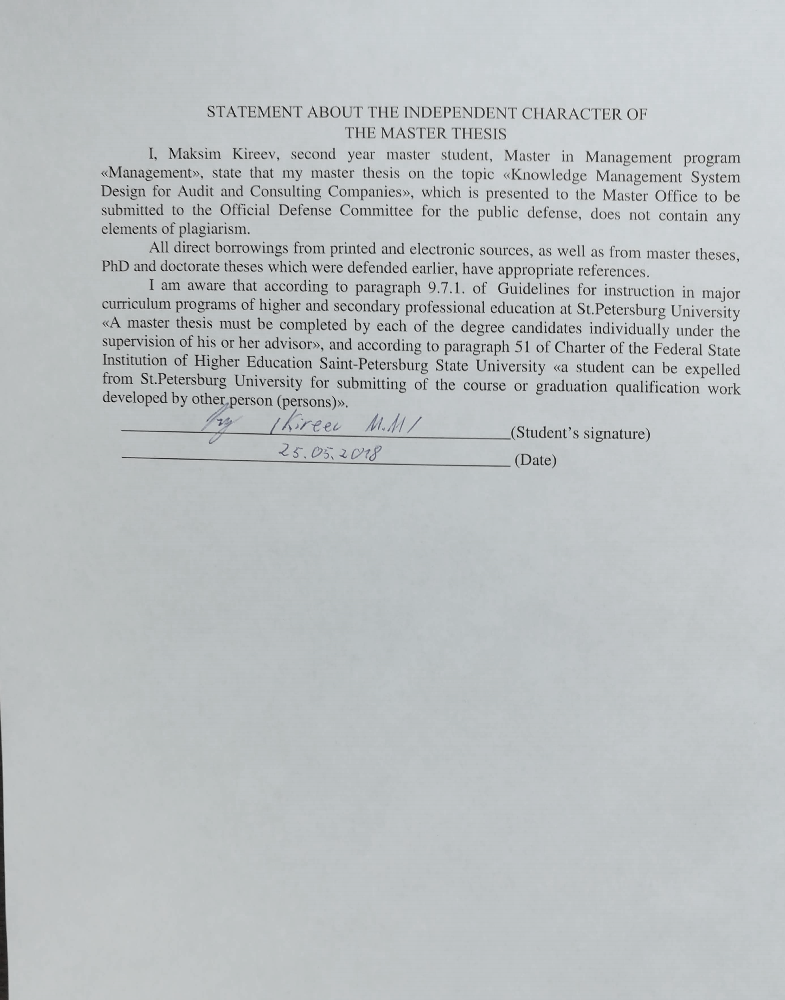 STATEMENT ABOUT THE INDEPENDENT CHARACTER OF
THE MASTER THESIS
I, Maksim Kireev, second year master student, Master in Management program
«Management», state that my master thesis on the topic «Knowledge Management System
Design for Audit and Consulting Companies», which is presented to the Master Office to be
submitted to the Official Defense Committee for the public defense, does not contain any
elements of plagiarism.
All direct borrowings from printed and electronic sources, as well as from master theses,
PhD and doctorate theses which were defended earlier, have appropriate references.
I am aware that according to paragraph 9.7.1. of Guidelines for instruction in major
curriculum programs of higher and secondary professional education at St.Petersburg University
«A master thesis must be completed by each of the degree candidates individually under the
supervision of his or her advisor», and according to paragraph 51 of Charter of the Federal State
Institution of Higher Education Saint-Petersburg State University «a student can be expelled
from St.Petersburg University for submitting of the course or graduation qualification work
developed by other person (persons)».
/Kireev M.M/ (Student's signature)
25.05.2018 (Date)